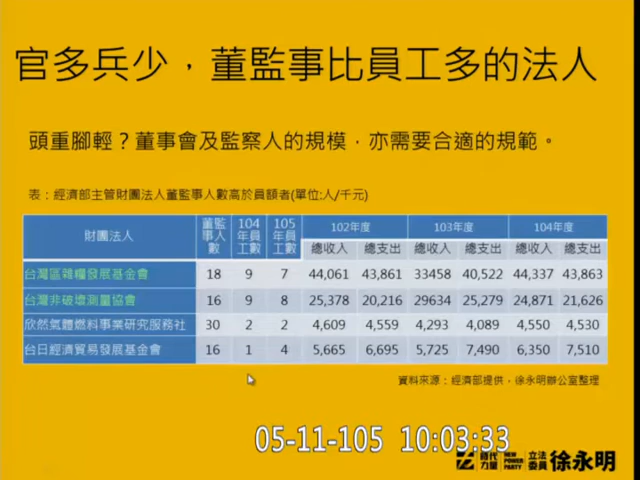 官多兵少，董監事比員工多的法人
頭重腳輕？董事會及監察人的規模，亦需要合適的規範。
表：經濟部主管財團法人董監事人數高於員額者(單位:人/千元)
財團法人 董監事人數 104年員工數 105年員工數 102年度 103年度 104年度
總收入 總支出 總收入 總支出 總收入 總支出
台灣區雜糧發展基金會 18 9 7 44,061 43,861 33458 40,522 44,337 43,863
台灣非破壞測量協會 16 9 8 25,378 20,216 29634 25,279 24,871 21,626
欣然氣體燃料事業研究服務社 30 2 2 4,609 4,559 4,293 4,089 4,550 4,530
台日經濟貿易發展基金會 16 1 4 5,665 6,695 5,725 7,490 6,350 7,510
資料來源：經濟部提供，徐永明辦公室整理
05-11-105 10:03:33
時代力量 NEW POWER PARTY 立法委員 徐永明